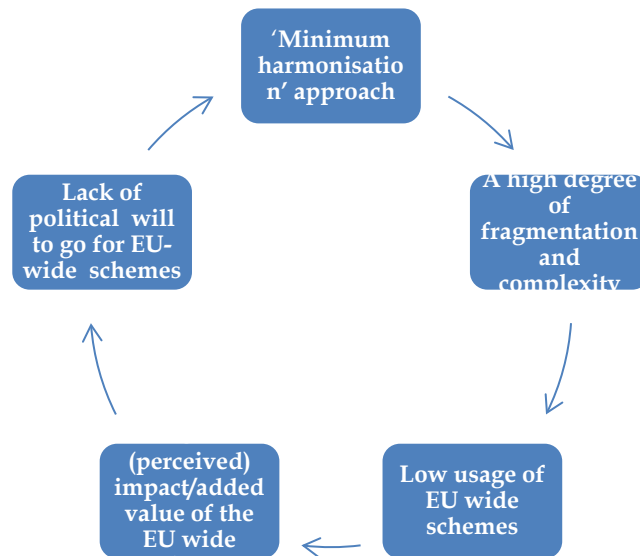 ‘Minimum
harmonisatio
n’ approach
A high degree
of
fragmentation
and
complexity
Low usage of
EU wide
schemes
(perceived)
impact/added
value of the
EU wide
Lack of
political will
to go for EU-
wide schemes